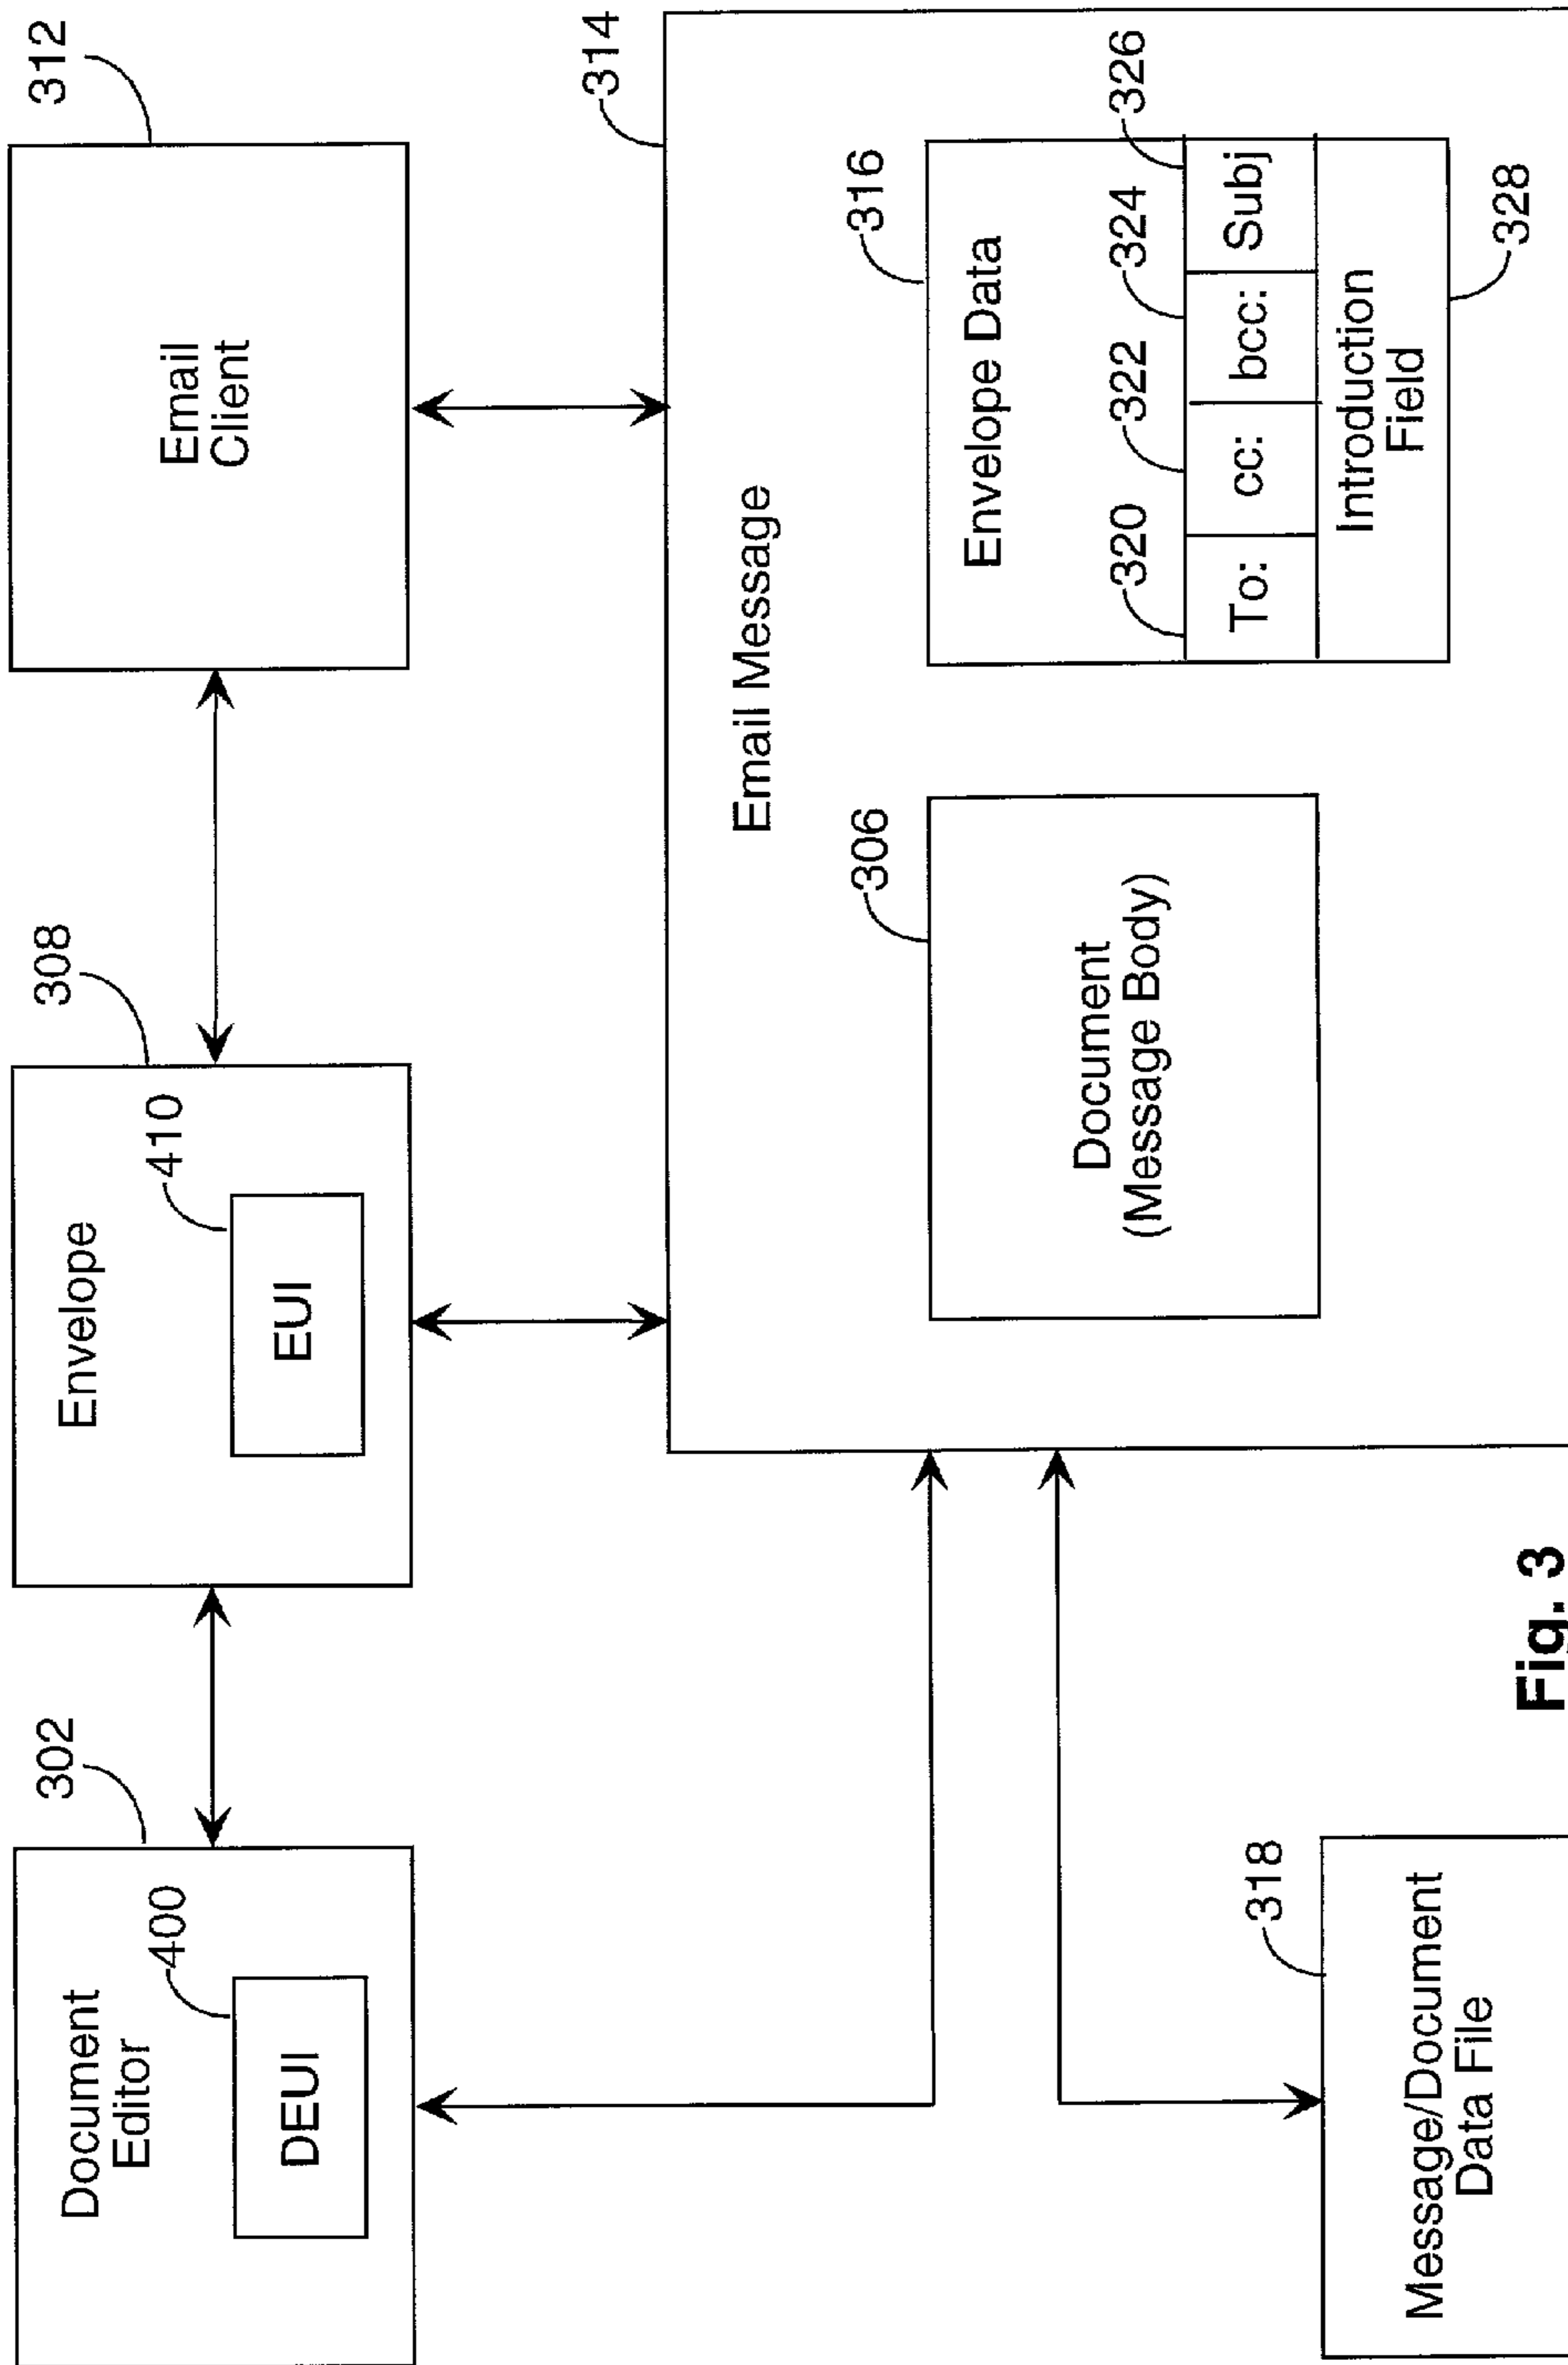 302
Document
Editor
400
DEUI
308
Envelope
410
EUI
312
Email
Client
314
Email Message
306
Document
(Message Body)
316
Envelope Data
320
322
324
326
To:
cc:
bcc:
Subj
Introduction
Field
328
318
Message/Document
Data File
Fig. 3